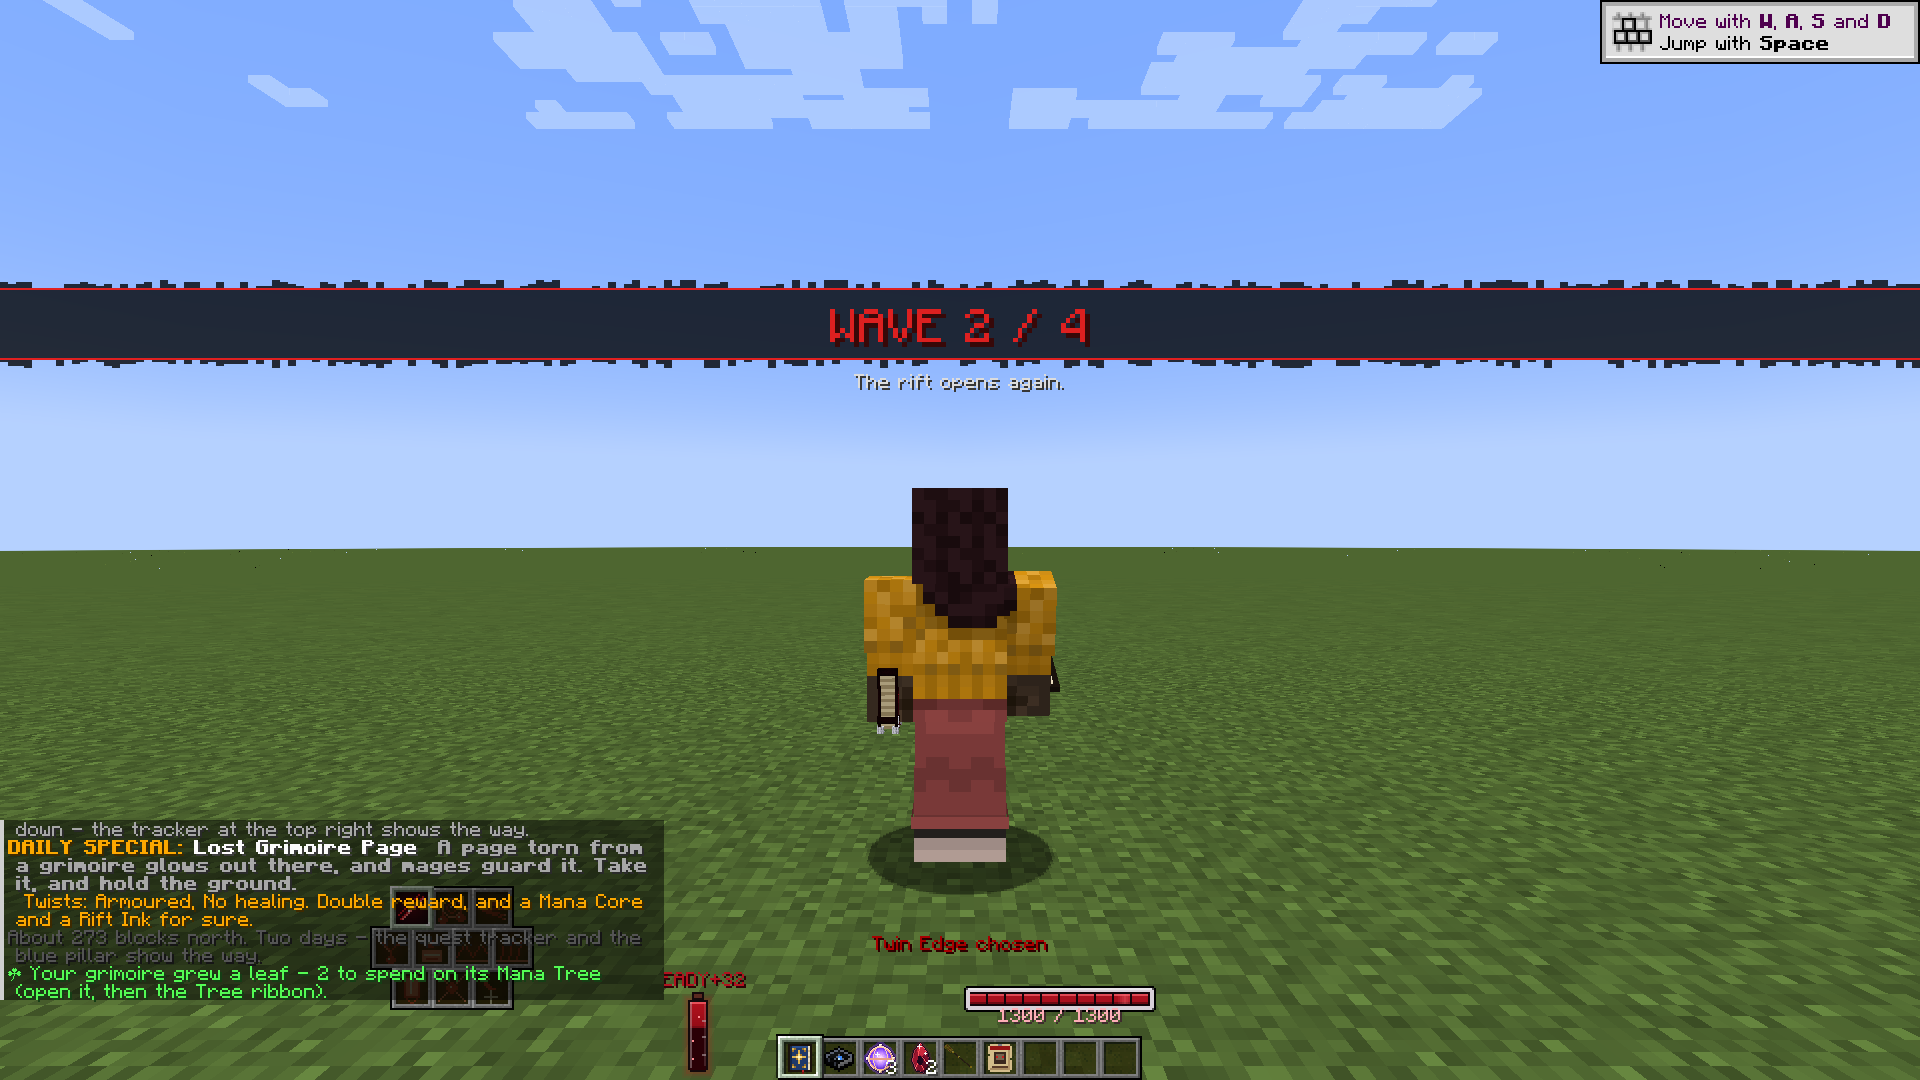 Move with W, A, S and D
Jump with Space
WAVE 2 / 4
The rift opens again.
down – the tracker at the top right shows the way.
DAILY SPECIAL: Lost Grimoire Page  A page torn from
a grimoire glows out there, and mages guard it. Take
it, and hold the ground.
Twists: Armoured, No healing. Double reward, and a Mana Core
and a Rift Ink for sure.
About 273 blocks north. Two days – the quest tracker and the
blue pillar show the way.
☘ Your grimoire grew a leaf – 2 to spend on its Mana Tree
(open it, then the Tree ribbon).
Twin Edge chosen
EADY+32
1300 / 1300
3
2